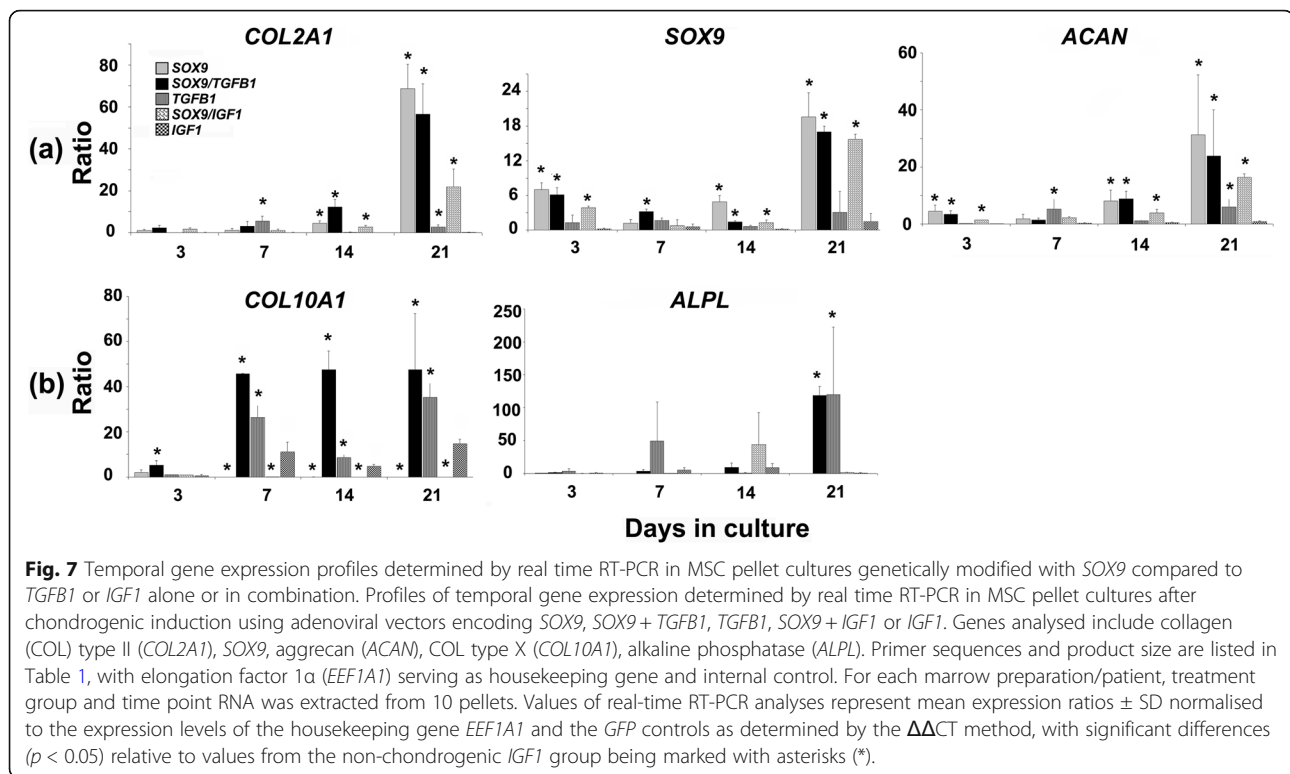 COL2A1 SOX9 ACAN
(a)
Ratio
80
60
40
20
0
SOX9
SOX9/TGFB1
TGFB1
SOX9/IGF1
IGF1
* * * * * * * *
3 7 14 21
24
18
12
6
0
* * * * * * * * * *
3 7 14 21
60
40
20
0
* * * * * * * * * * *
3 7 14 21
COL10A1 ALPL
(b)
Ratio
80
60
40
20
0
* * * * * * * * * * * * *
3 7 14 21
250
200
150
100
50
0
* *
3 7 14 21
Days in culture
Fig. 7 Temporal gene expression profiles determined by real time RT-PCR in MSC pellet cultures genetically modified with SOX9 compared to
TGFB1 or IGF1 alone or in combination. Profiles of temporal gene expression determined by real time RT-PCR in MSC pellet cultures after
chondrogenic induction using adenoviral vectors encoding SOX9, SOX9 + TGFB1, TGFB1, SOX9 + IGF1 or IGF1. Genes analysed include collagen
(COL) type II (COL2A1), SOX9, aggrecan (ACAN), COL type X (COL10A1), alkaline phosphatase (ALPL). Primer sequences and product size are listed in
Table 1, with elongation factor 1α (EEF1A1) serving as housekeeping gene and internal control. For each marrow preparation/patient, treatment
group and time point RNA was extracted from 10 pellets. Values of real-time RT-PCR analyses represent mean expression ratios ± SD normalised
to the expression levels of the housekeeping gene EEF1A1 and the GFP controls as determined by the ΔΔCT method, with significant differences
(p < 0.05) relative to values from the non-chondrogenic IGF1 group being marked with asterisks (*).